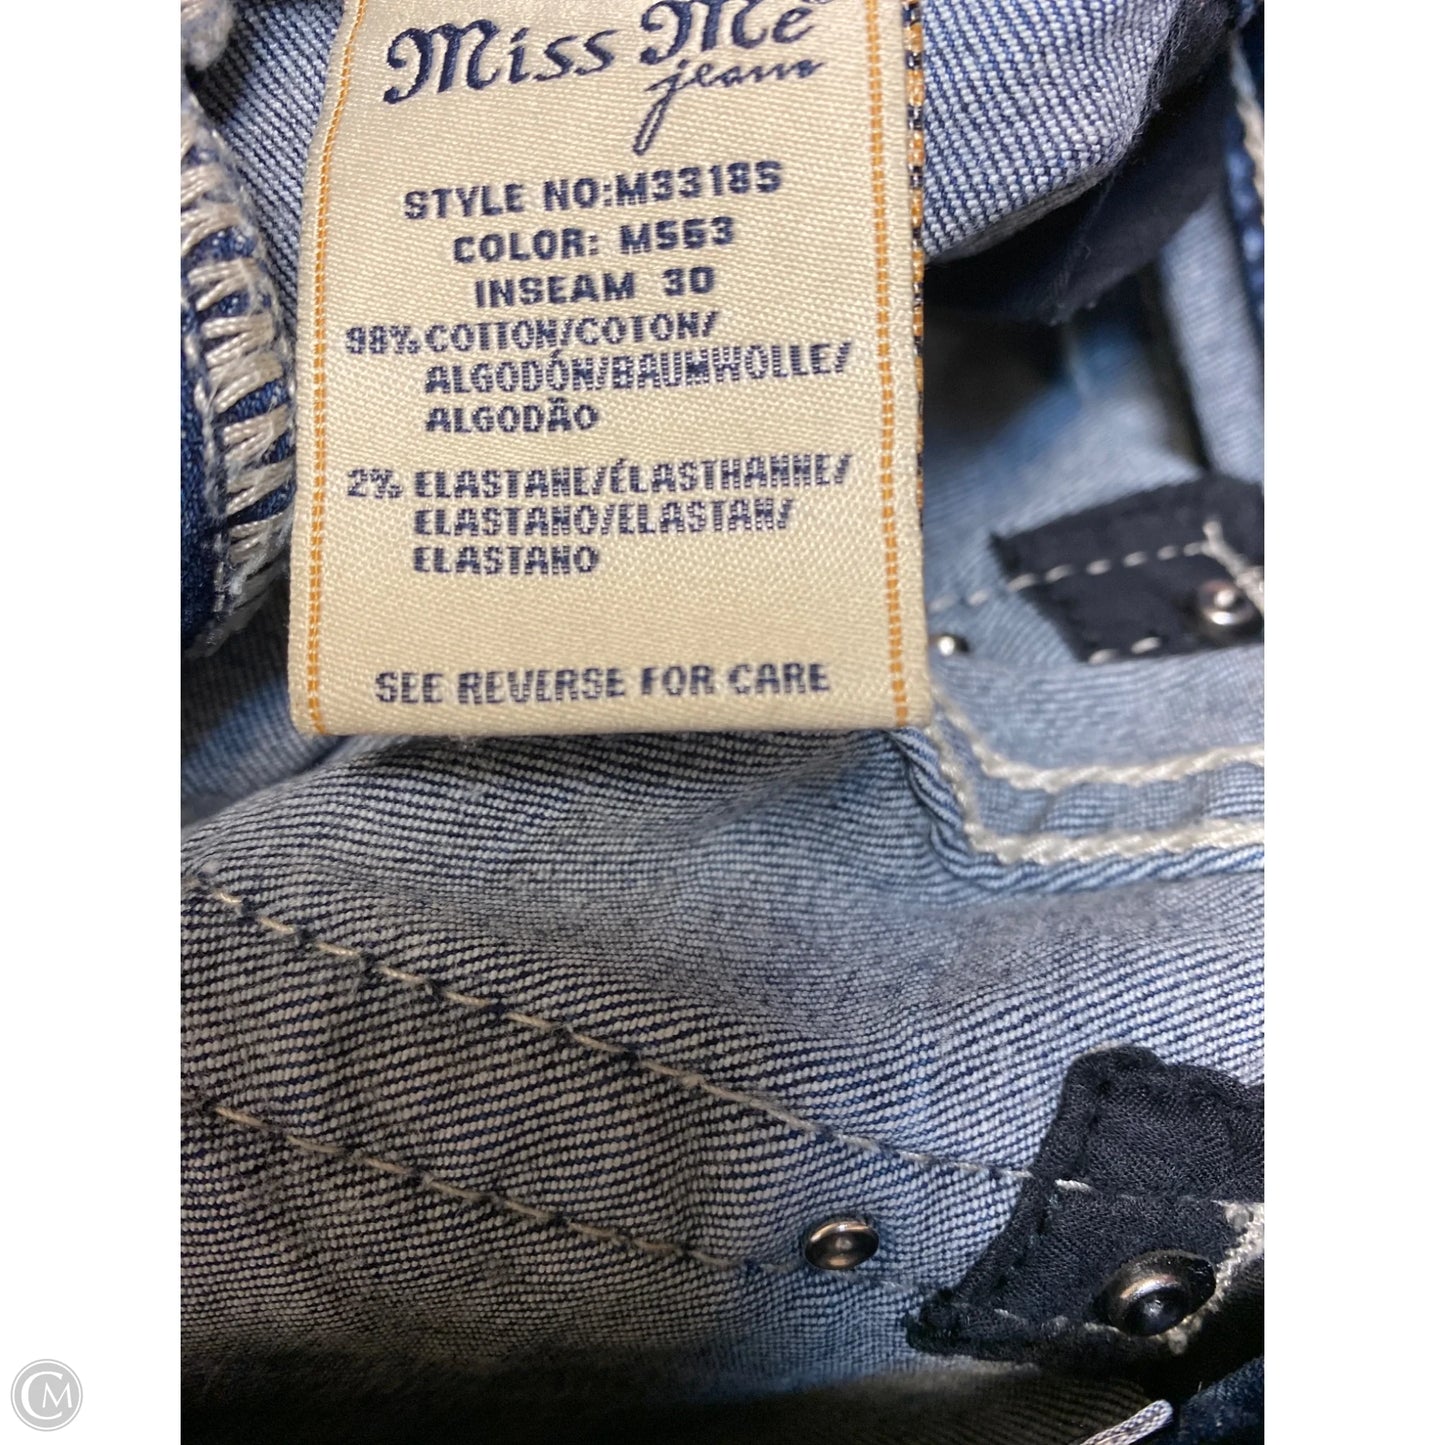 Miss Me
jeans
STYLE NO:M3318S
COLOR: M563
INSEAM 30
98% COTTON/COTON/
ALGODÓN/BAUMWOLLE/
ALGODÃO
2% ELASTANE/ÉLASTHANNE/
ELASTANO/ELASTAN/
ELASTANO
SEE REVERSE FOR CARE
CM